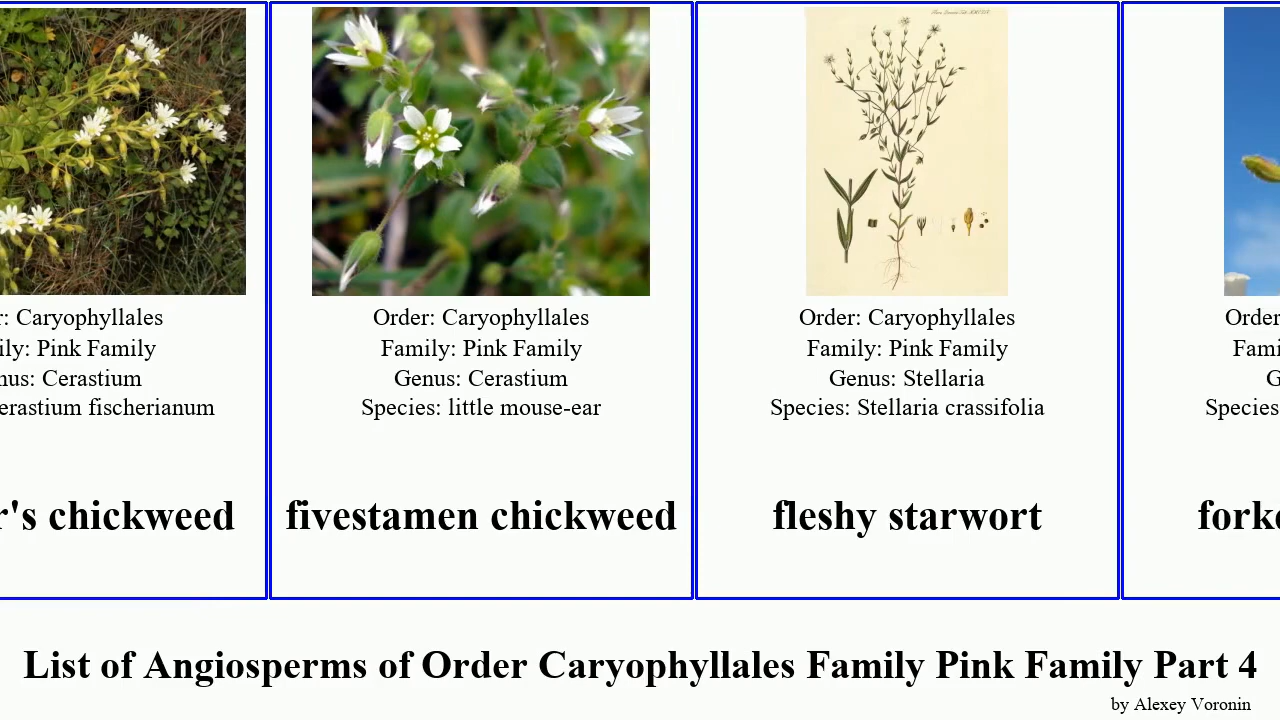 r: Caryophyllales
ily: Pink Family
nus: Cerastium
erastium fischerianum
r's chickweed
Order: Caryophyllales
Family: Pink Family
Genus: Cerastium
Species: little mouse-ear
fivestamen chickweed
Order: Caryophyllales
Family: Pink Family
Genus: Stellaria
Species: Stellaria crassifolia
fleshy starwort
Order
Fami
G
Species
forke
List of Angiosperms of Order Caryophyllales Family Pink Family Part 4
by Alexey Voronin